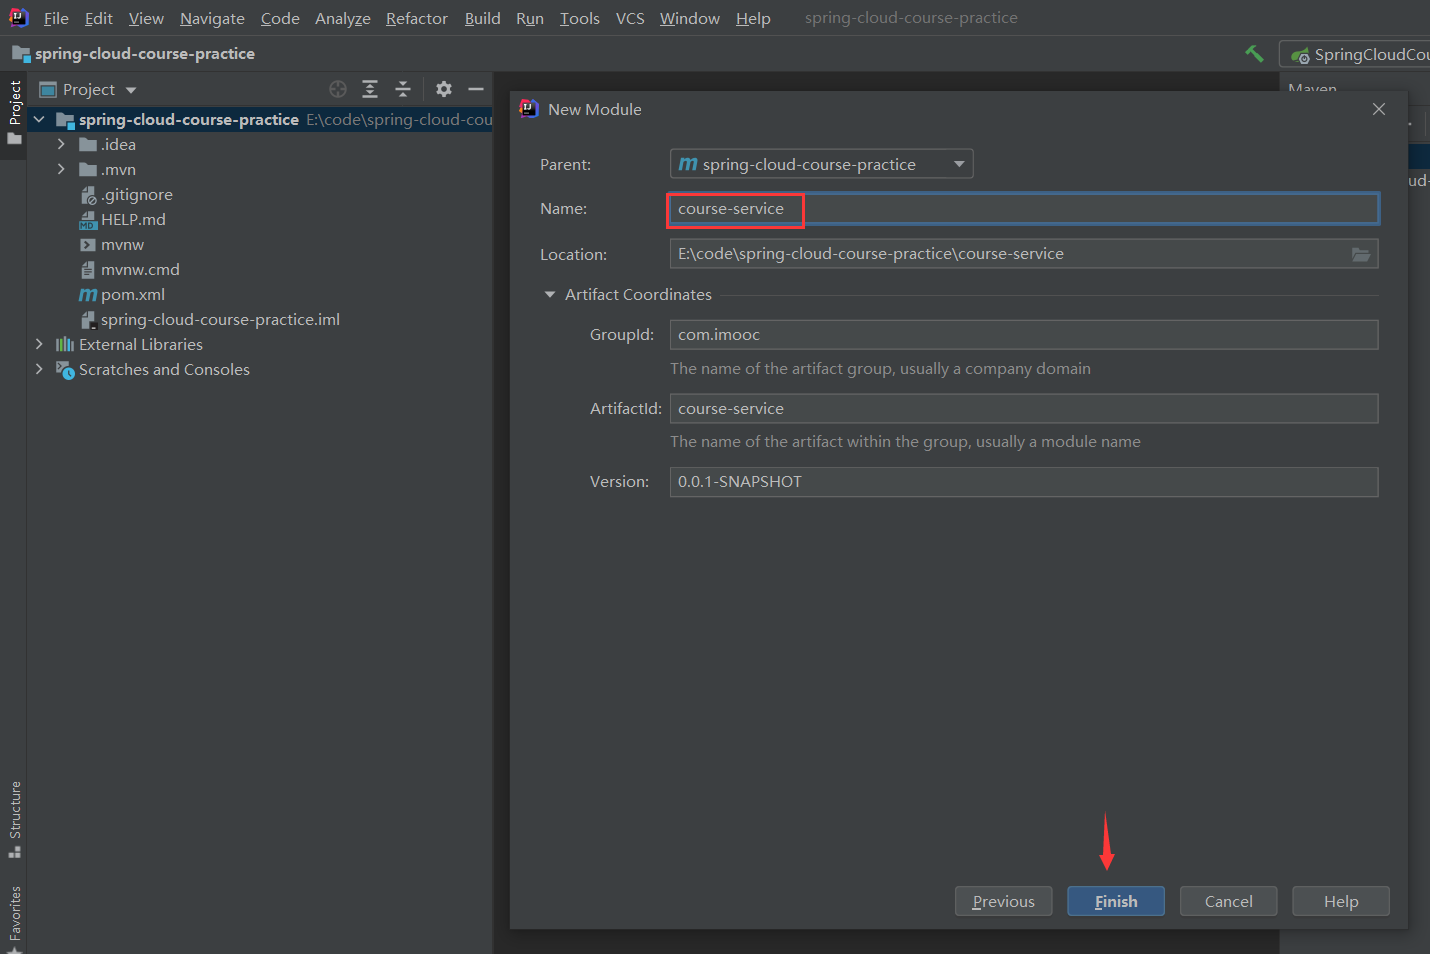 File Edit View Navigate Code Analyze Refactor Build Run Tools VCS Window Help spring-cloud-course-practice
spring-cloud-course-practice
SpringCloudCou
Project
Project
Maven
spring-cloud-course-practice E:\code\spring-cloud-cou
.idea
.mvn
.gitignore
HELP.md
mvnw
mvnw.cmd
pom.xml
spring-cloud-course-practice.iml
External Libraries
Scratches and Consoles
ud-
New Module
Parent: spring-cloud-course-practice
Name: course-service
Location: E:\code\spring-cloud-course-practice\course-service
Artifact Coordinates
GroupId: com.imooc
The name of the artifact group, usually a company domain
ArtifactId: course-service
The name of the artifact within the group, usually a module name
Version: 0.0.1-SNAPSHOT
Structure
Favorites
Previous Finish Cancel Help